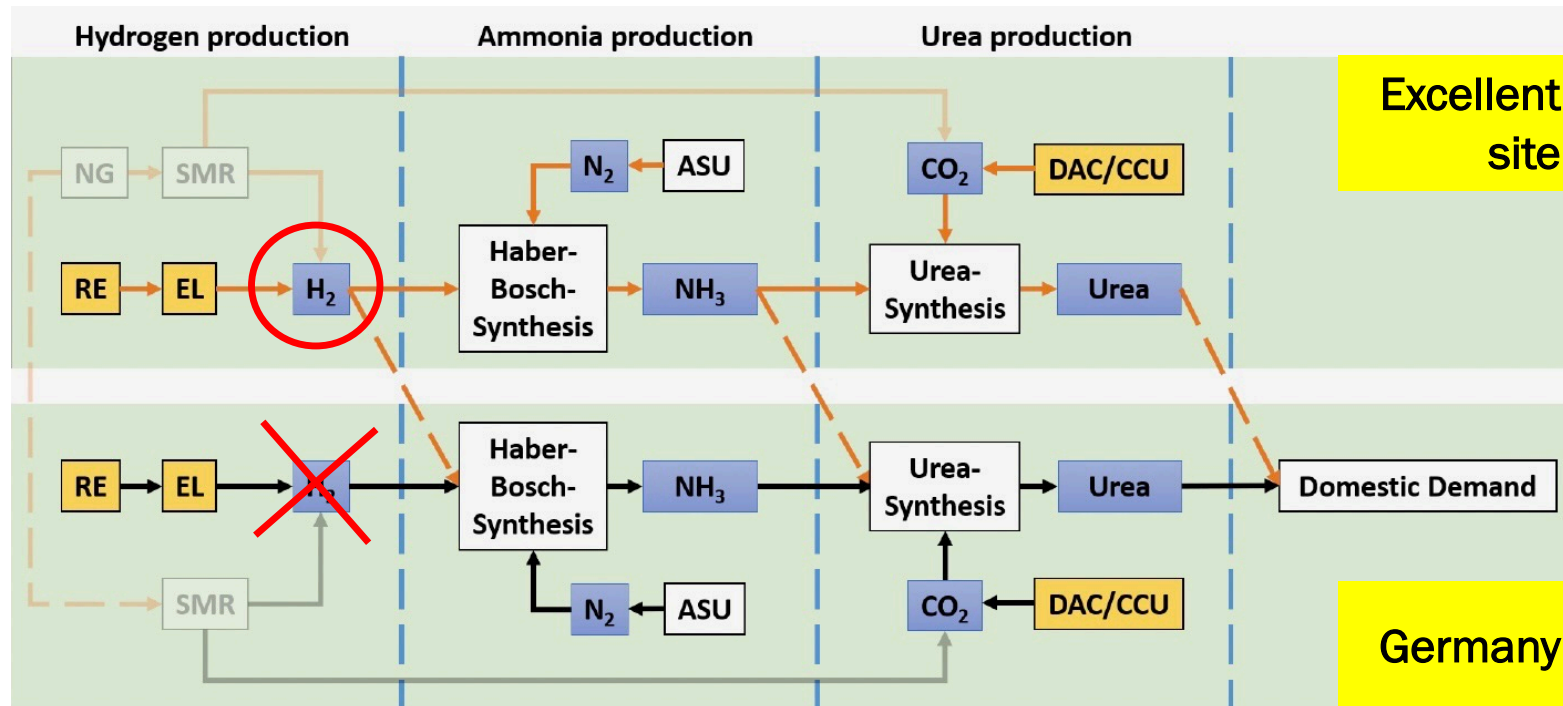 Hydrogen production
Ammonia production
Urea production
Excellent
site
NG
SMR
N₂
ASU
CO₂
DAC/CCU
RE
EL
H₂
Haber-
Bosch-
Synthesis
NH₃
Urea-
Synthesis
Urea
RE
EL
H₂
Haber-
Bosch-
Synthesis
NH₃
Urea-
Synthesis
Urea
Domestic Demand
SMR
N₂
ASU
CO₂
DAC/CCU
Germany